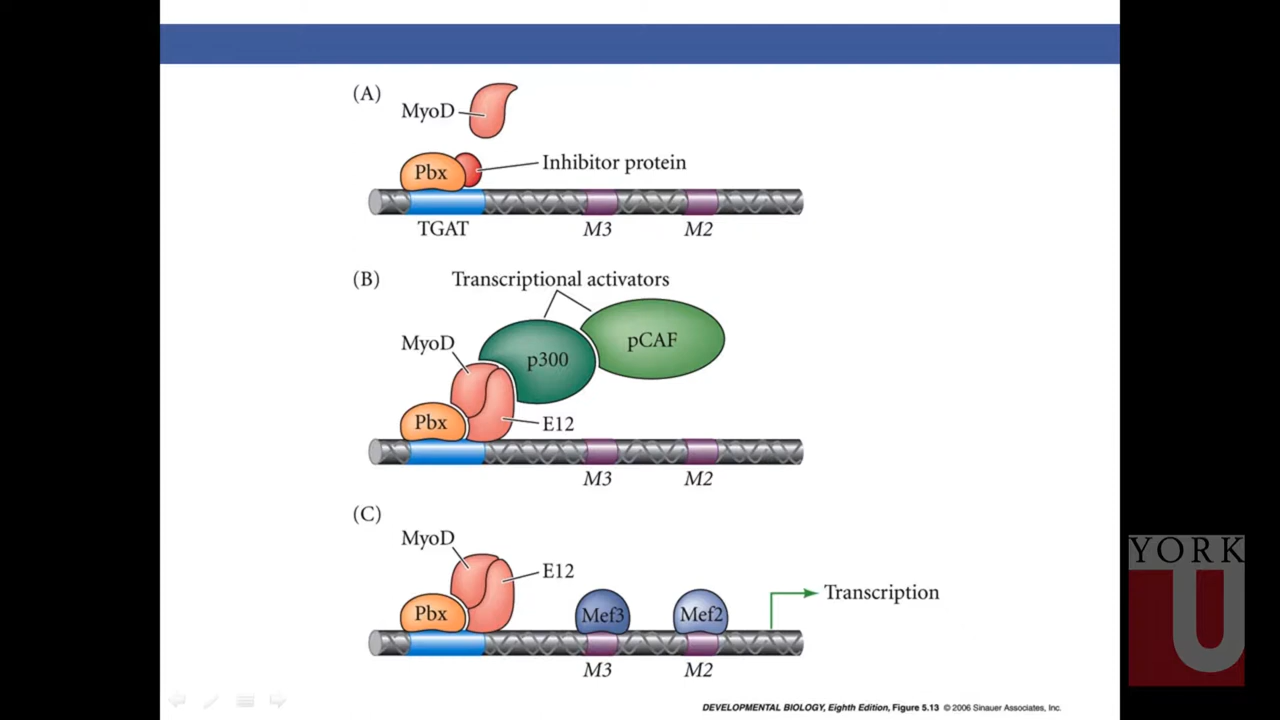 (A)
MyoD
Pbx
Inhibitor protein
TGAT
M3
M2
(B)
Transcriptional activators
MyoD
p300
pCAF
Pbx
E12
M3
M2
(C)
MyoD
E12
Pbx
Mef3
Mef2
Transcription
M3
M2
DEVELOPMENTAL BIOLOGY, Eighth Edition, Figure 5.13 © 2006 Sinauer Associates, Inc.
YORK
U